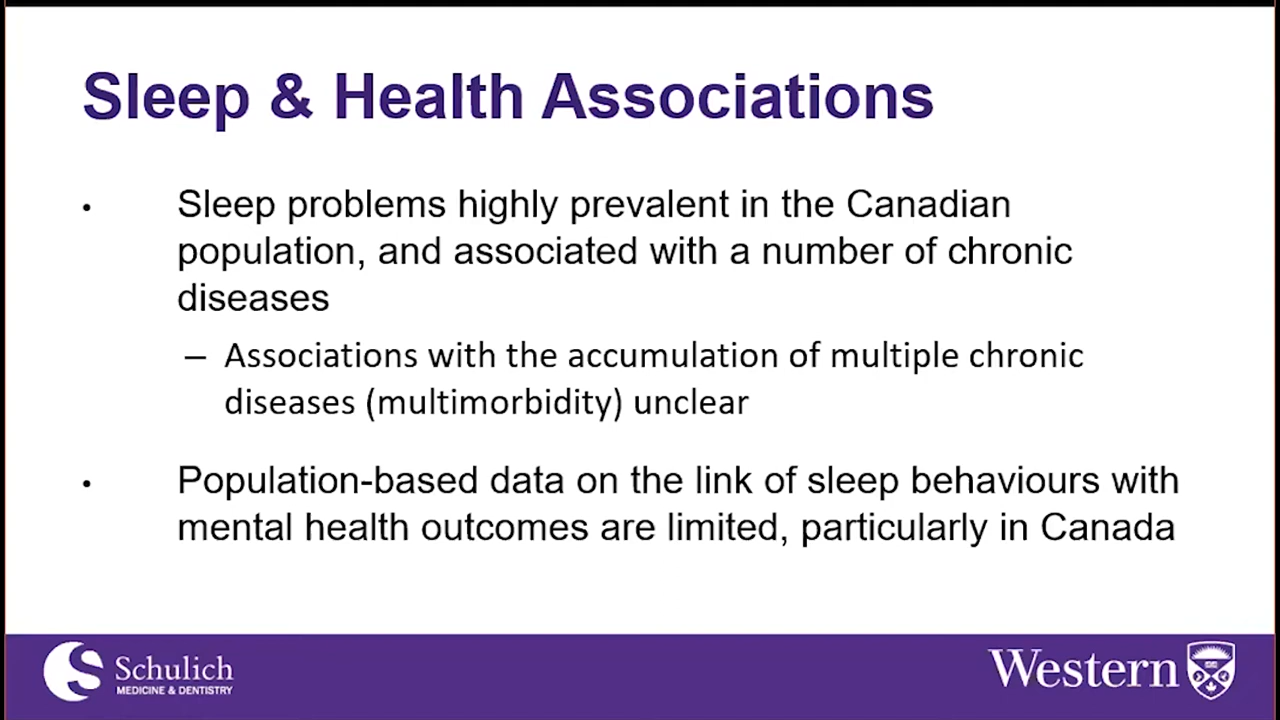 Sleep & Health Associations
• Sleep problems highly prevalent in the Canadian
population, and associated with a number of chronic
diseases
– Associations with the accumulation of multiple chronic
diseases (multimorbidity) unclear
• Population-based data on the link of sleep behaviours with
mental health outcomes are limited, particularly in Canada
Schulich
MEDICINE & DENTISTRY
Western